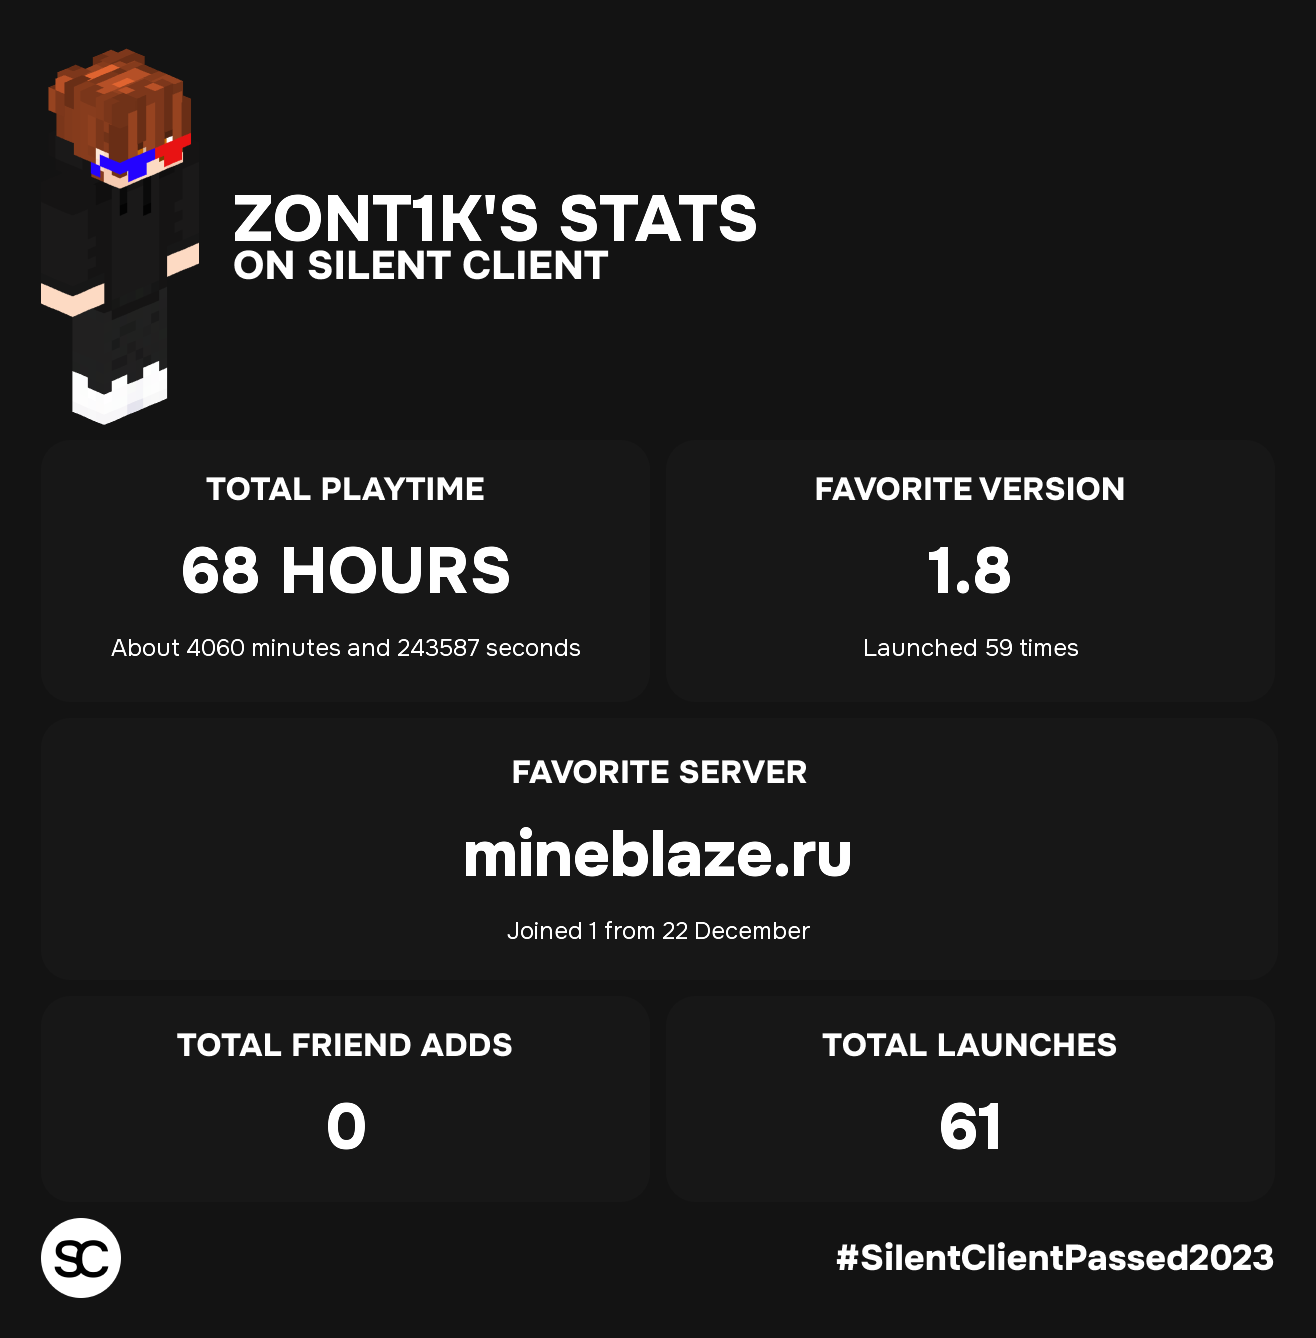 ZONT1K'S STATS
ON SILENT CLIENT
TOTAL PLAYTIME
68 HOURS
About 4060 minutes and 243587 seconds
FAVORITE VERSION
1.8
Launched 59 times
FAVORITE SERVER
mineblaze.ru
Joined 1 from 22 December
TOTAL FRIEND ADDS
0
TOTAL LAUNCHES
61
SC
#SilentClientPassed2023